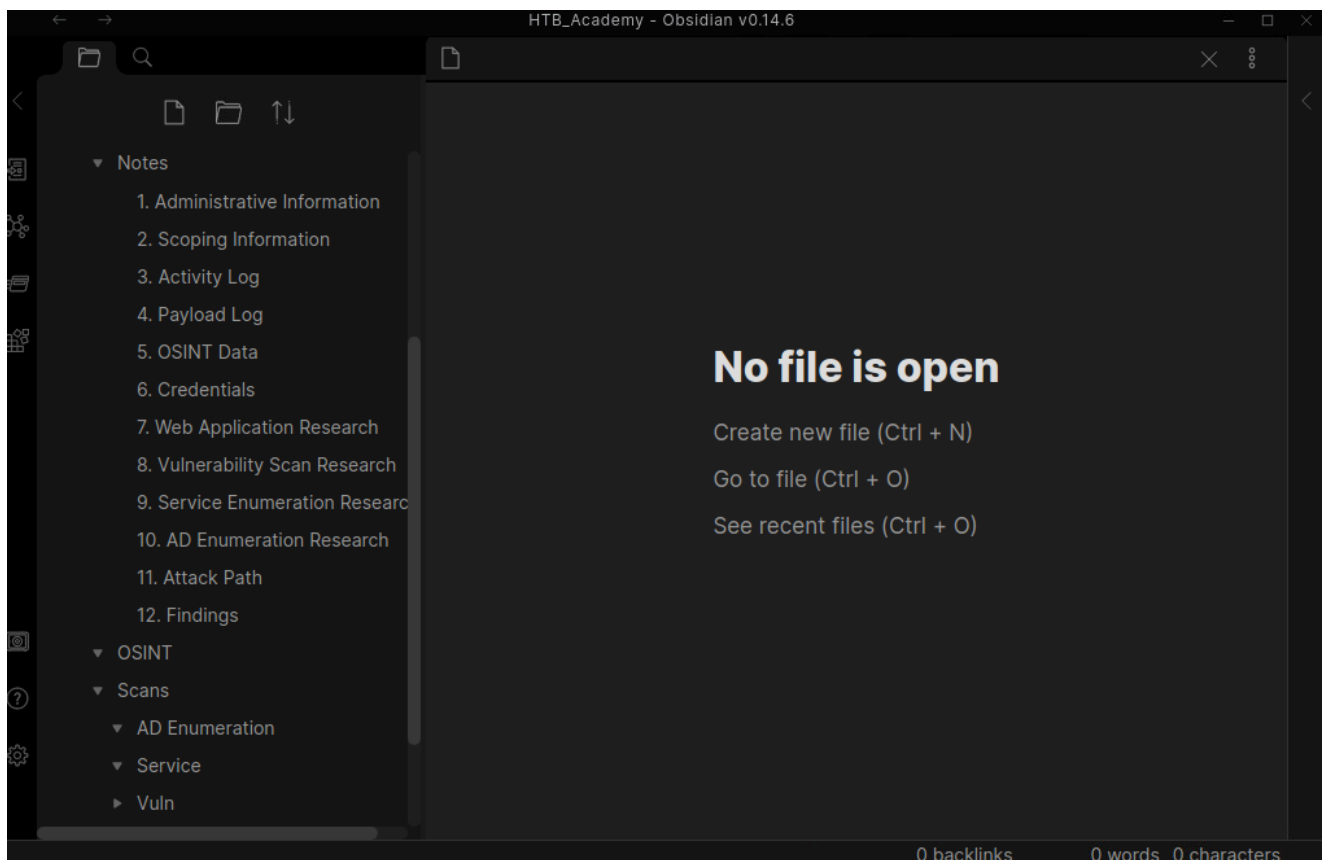 HTB_Academy - Obsidian v0.14.6
Notes
1. Administrative Information
2. Scoping Information
3. Activity Log
4. Payload Log
5. OSINT Data
6. Credentials
7. Web Application Research
8. Vulnerability Scan Research
9. Service Enumeration Researc
10. AD Enumeration Research
11. Attack Path
12. Findings
OSINT
Scans
AD Enumeration
Service
Vuln
No file is open
Create new file (Ctrl + N)
Go to file (Ctrl + O)
See recent files (Ctrl + O)
0 backlinks 0 words 0 characters